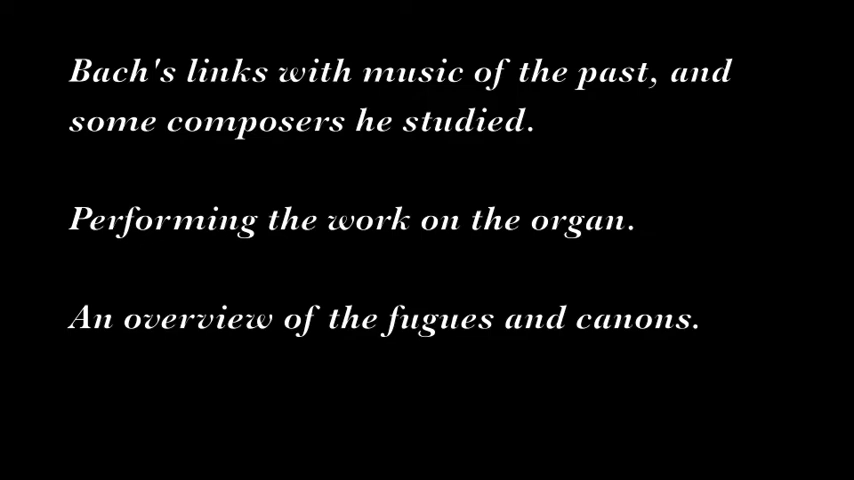 Bach's links with music of the past, and
some composers he studied.
Performing the work on the organ.
An overview of the fugues and canons.